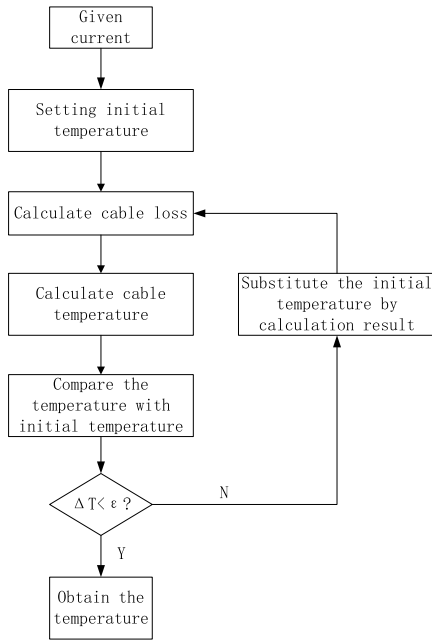 Given
current
Setting initial
temperature
Calculate cable loss
Calculate cable
temperature
Substitute the initial
temperature by
calculation result
Compare the
temperature with
initial temperature
ΔT< ε?
N
Y
Obtain the
temperature